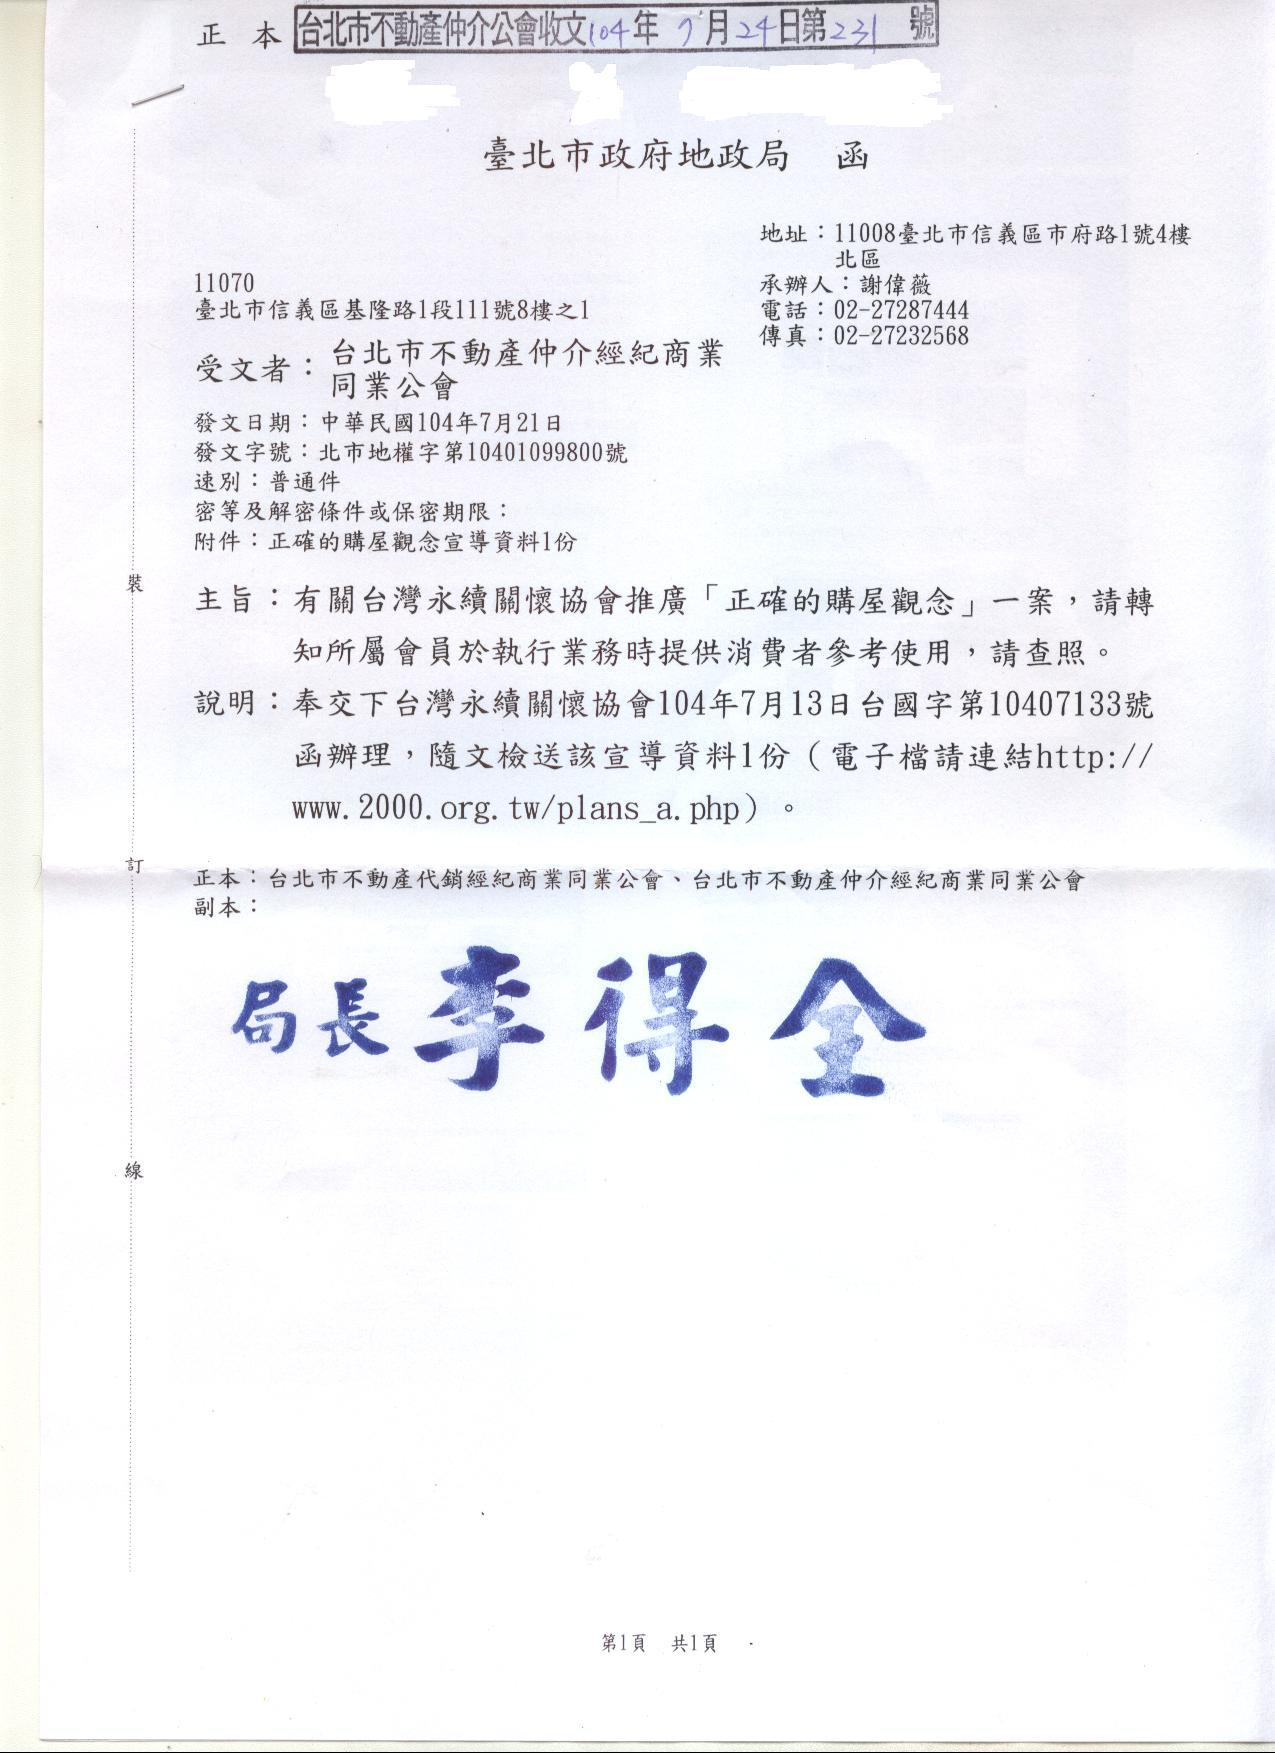 正本 台北市不動產仲介公會收文104年7月24日第231號
臺北市政府地政局 函
地址：11008臺北市信義區市府路1號4樓
北區
承辦人：謝偉薇
電話：02-27287444
傳真：02-27232568
11070
臺北市信義區基隆路1段111號8樓之1
受文者：台北市不動產仲介經紀商業
同業公會
發文日期：中華民國104年7月21日
發文字號：北市地權字第10401099800號
速別：普通件
密等及解密條件或保密期限：
附件：正確的購屋觀念宣導資料1份
主旨：有關台灣永續關懷協會推廣「正確的購屋觀念」一案，請轉
知所屬會員於執行業務時提供消費者參考使用，請查照。
說明：奉交下台灣永續關懷協會104年7月13日台國字第10407133號
函辦理，隨文檢送該宣導資料1份（電子檔請連結http://
www.2000.org.tw/plans_a.php）。
正本：台北市不動產代銷經紀商業同業公會、台北市不動產仲介經紀商業同業公會
副本：
局長 李得全
裝
訂
線
第1頁 共1頁